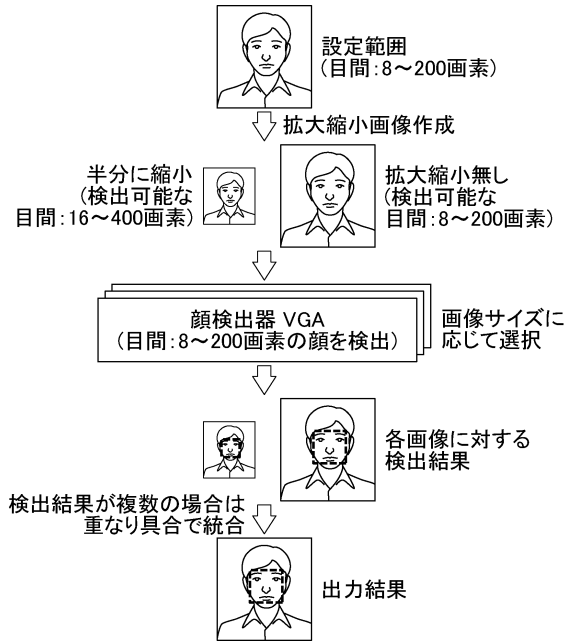 設定範囲
(目間：8～200画素)
拡大縮小画像作成
半分に縮小
(検出可能な
目間：16～400画素)
拡大縮小無し
(検出可能な
目間：8～200画素)
顔検出器 VGA
(目間：8～200画素の顔を検出)
画像サイズに
応じて選択
各画像に対する
検出結果
検出結果が複数の場合は
重なり具合で統合
出力結果